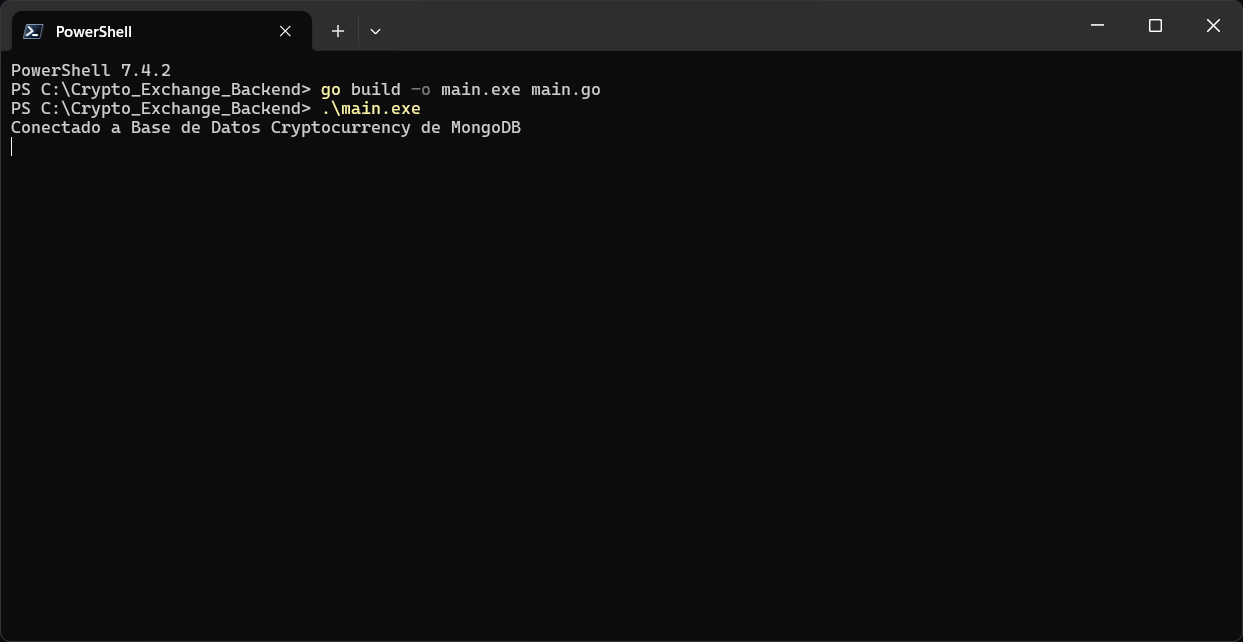 PowerShell
PowerShell 7.4.2
PS C:\Crypto_Exchange_Backend> go build -o main.exe main.go
PS C:\Crypto_Exchange_Backend> .\main.exe
Conectado a Base de Datos Cryptocurrency de MongoDB